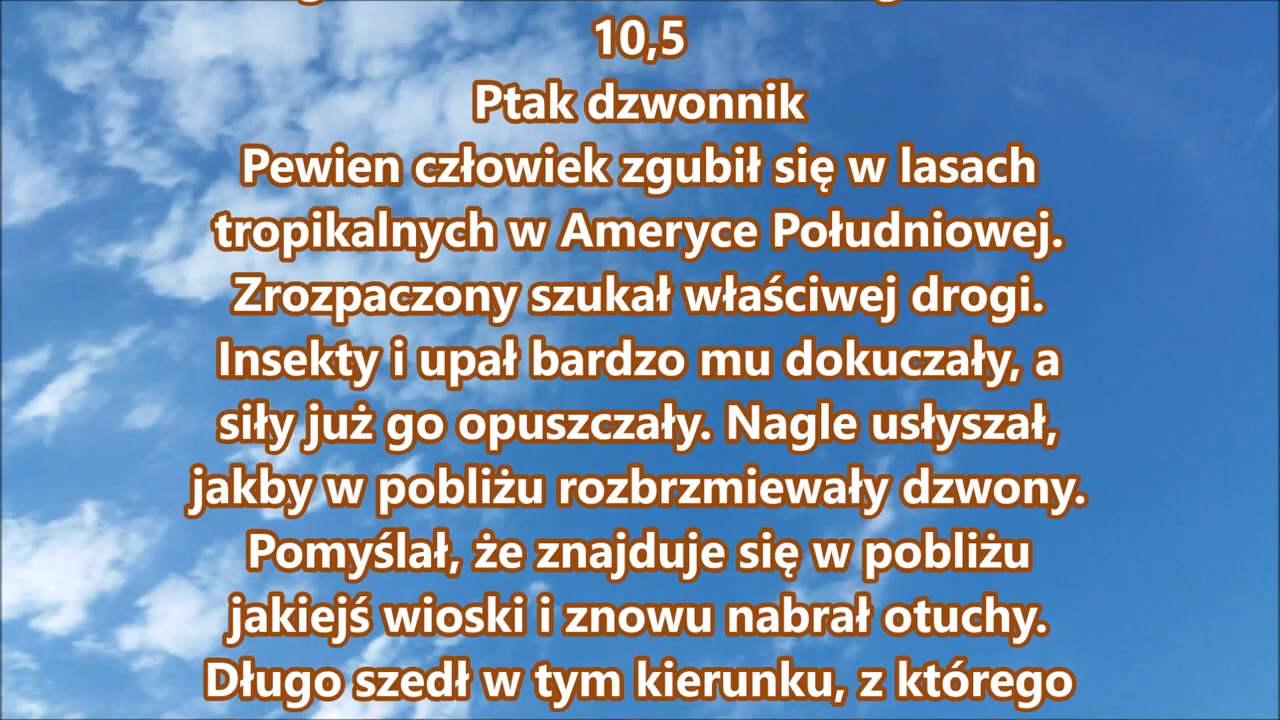 10,5
Ptak dzwonnik
Pewien człowiek zgubił się w lasach
tropikalnych w Ameryce Południowej.
Zrozpaczony szukał właściwej drogi.
Insekty i upał bardzo mu dokuczały, a
siły już go opuszczały. Nagle usłyszał,
jakby w pobliżu rozbrzmiewały dzwony.
Pomyślał, że znajduje się w pobliżu
jakiejś wioski i znowu nabrał otuchy.
Długo szedł w tym kierunku, z którego